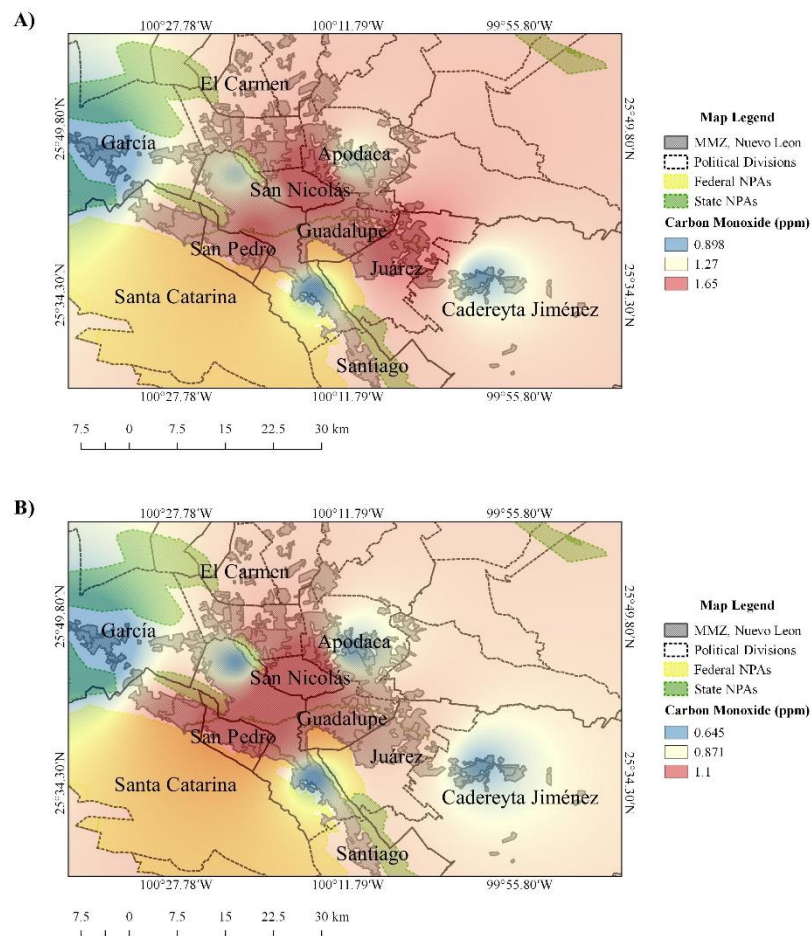 A)
100°27.78'W 100°11.79'W 99°55.80'W
El Carmen
25°49.80'N
García
Apodaca
25°49.80'N
San Nicolás
Guadalupe
San Pedro
Juárez
25°34.30'N
Santa Catarina
25°34.30'N
Cadereyta Jiménez
Santiago
100°27.78'W 100°11.79'W 99°55.80'W
7.5 0 7.5 15 22.5 30 km
Map Legend
MMZ, Nuevo Leon
Political Divisions
Federal NPAs
State NPAs
Carbon Monoxide (ppm)
0.898
1.27
1.65
B)
100°27.78'W 100°11.79'W 99°55.80'W
El Carmen
25°49.80'N
García
Apodaca
25°49.80'N
San Nicolás
Guadalupe
San Pedro
Juárez
25°34.30'N
Santa Catarina
25°34.30'N
Cadereyta Jiménez
Santiago
100°27.78'W 100°11.79'W 99°55.80'W
7.5 0 7.5 15 22.5 30 km
Map Legend
MMZ, Nuevo Leon
Political Divisions
Federal NPAs
State NPAs
Carbon Monoxide (ppm)
0.645
0.871
1.1